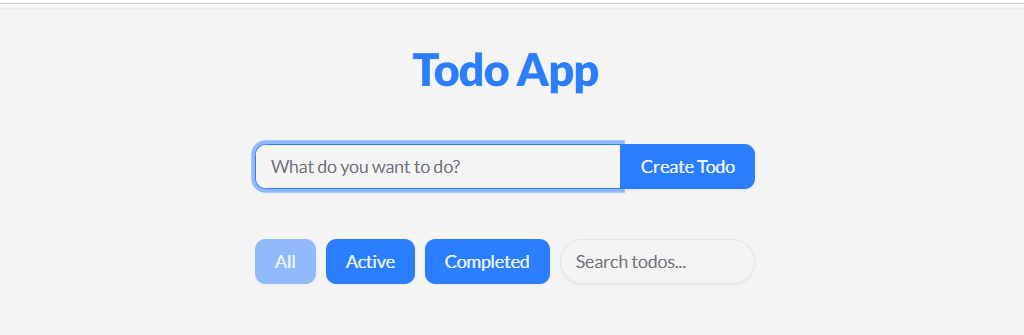 Todo App
What do you want to do? Create Todo
All Active Completed Search todos...